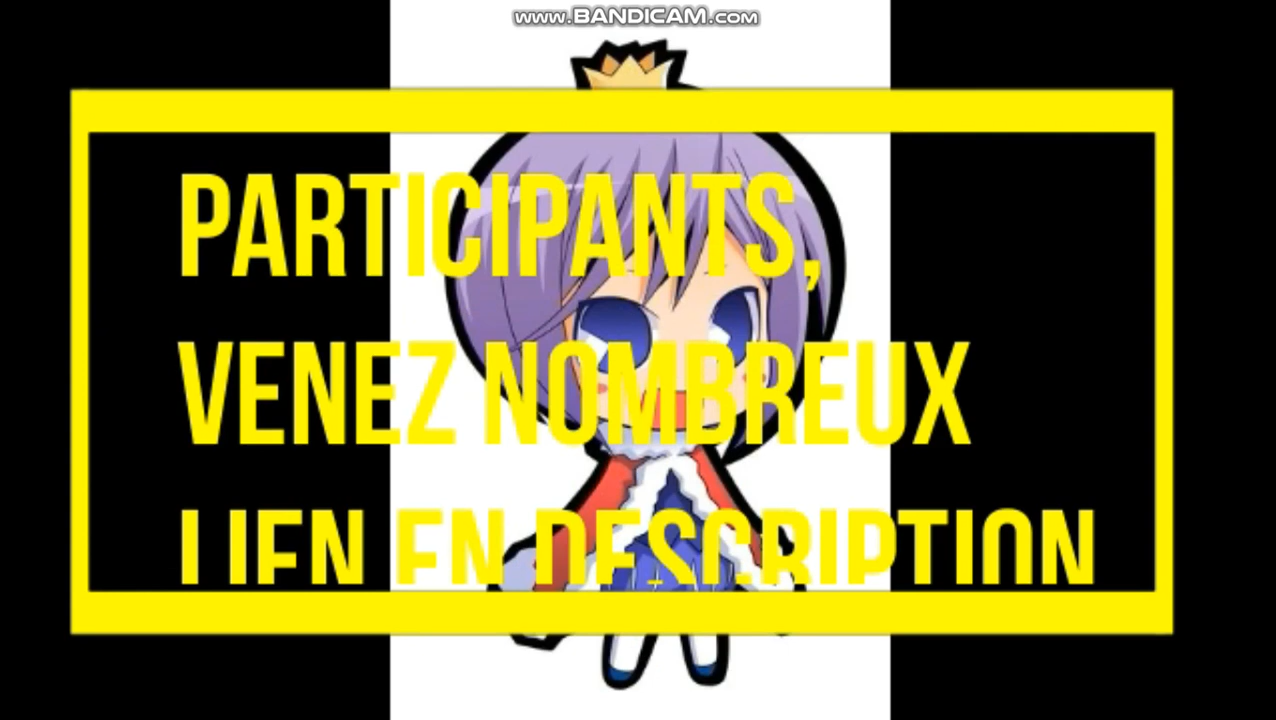 www.BANDICAM.com
PARTICIPANTS,
VENEZ NOMBREUX
LIEN EN DESCRIPTION